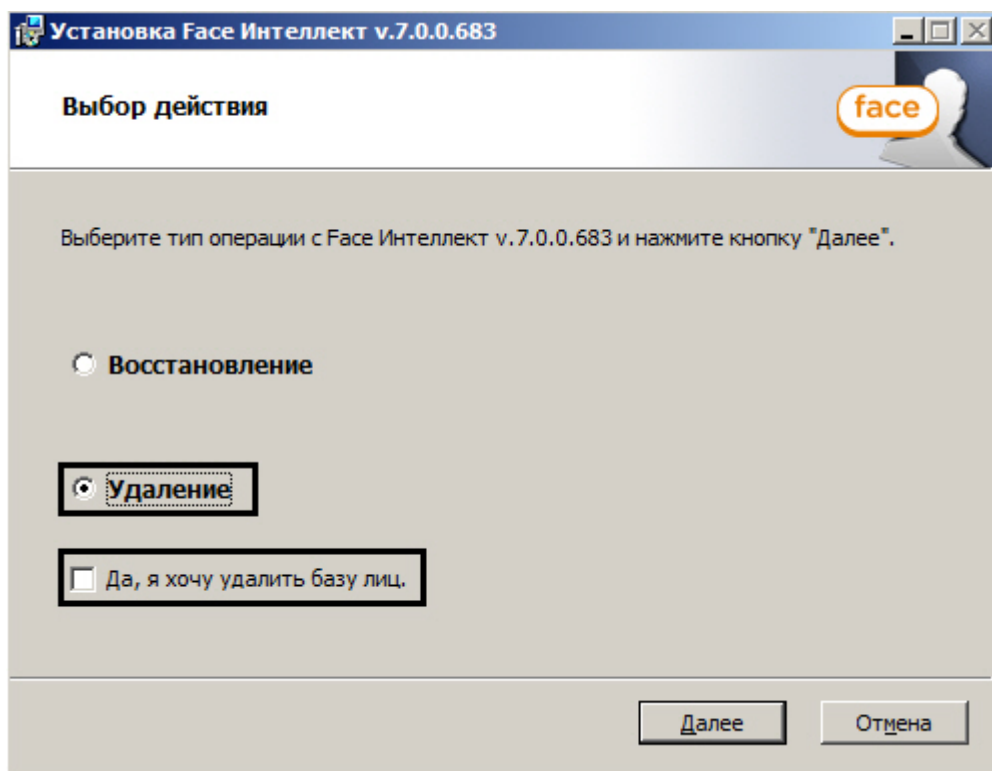 Установка Face Интеллект v.7.0.0.683
Выбор действия
face
Выберите тип операции с Face Интеллект v.7.0.0.683 и нажмите кнопку "Далее".
Восстановление
Удаление
Да, я хочу удалить базу лиц.
Далее
Отмена